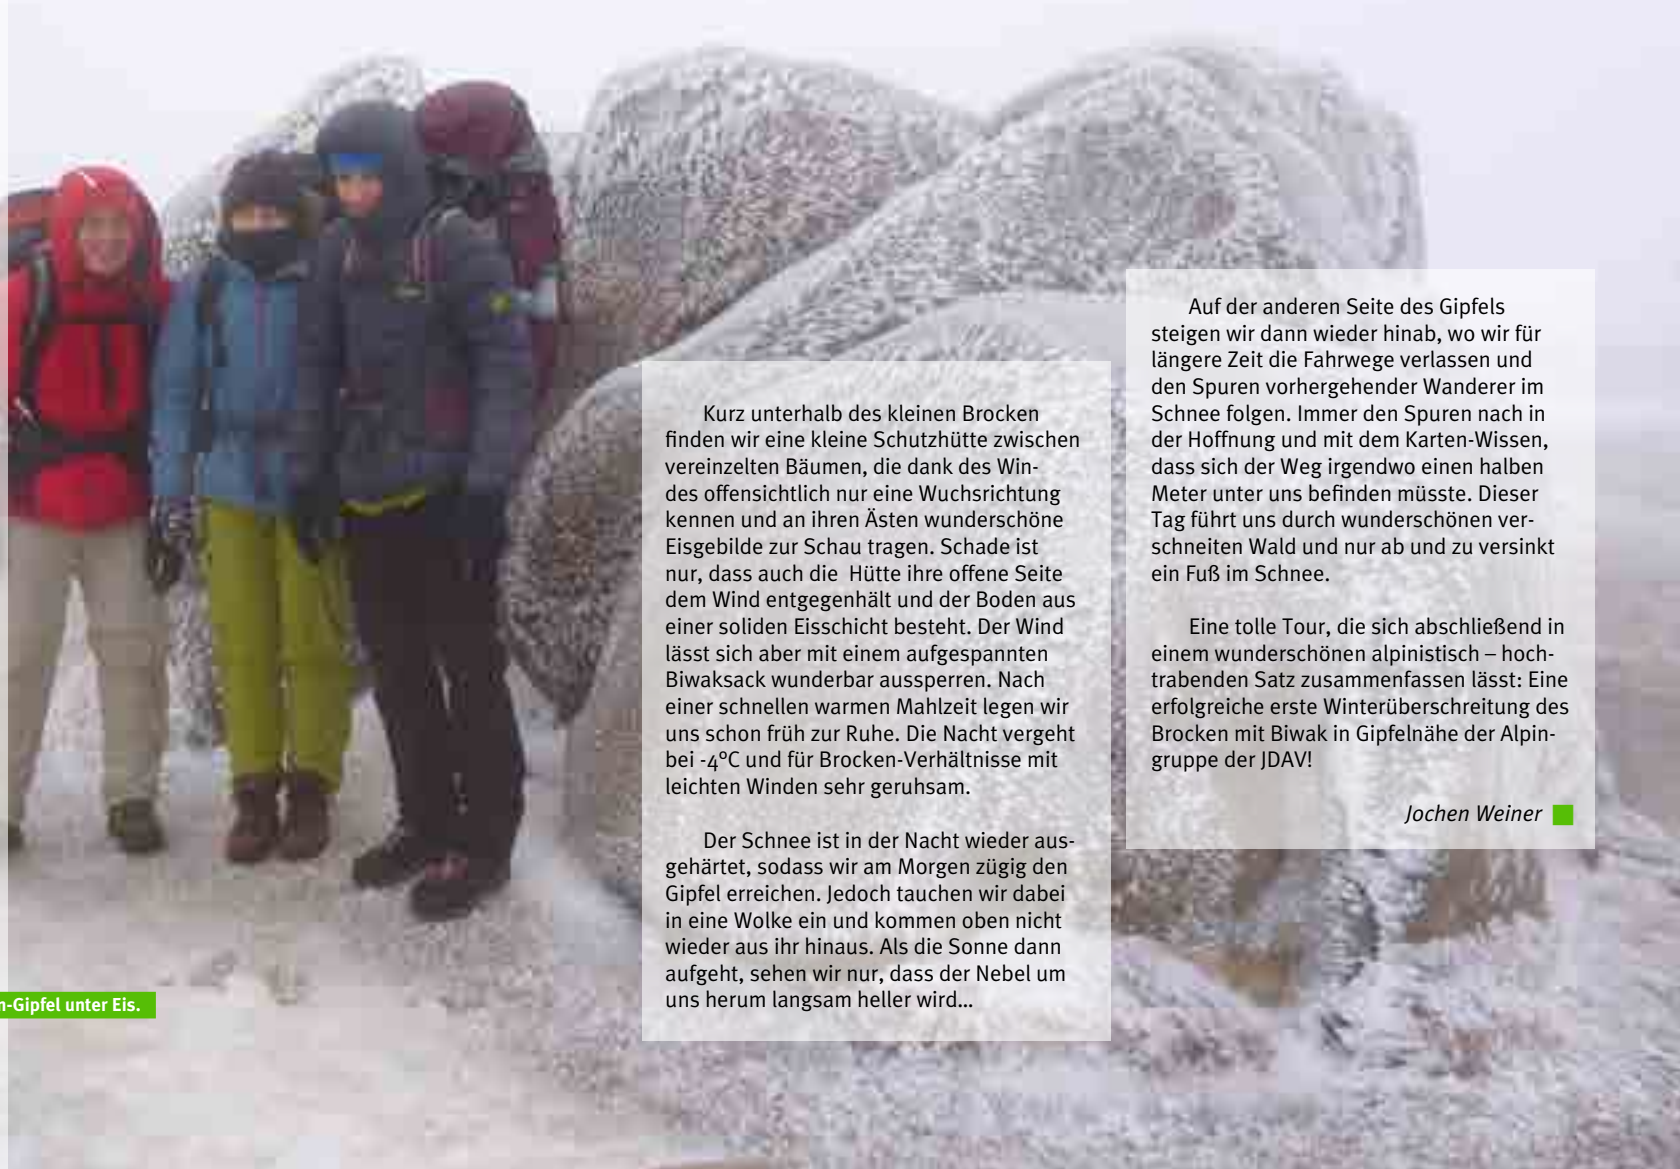 Kurz unterhalb des kleinen Brocken
finden wir eine kleine Schutzhütte zwischen
vereinzelten Bäumen, die dank des Win-
des offensichtlich nur eine Wuchsrichtung
kennen und an ihren Ästen wunderschöne
Eisgebilde zur Schau tragen. Schade ist
nur, dass auch die  Hütte ihre offene Seite
dem Wind entgegenhält und der Boden aus
einer soliden Eisschicht besteht. Der Wind
lässt sich aber mit einem aufgespannten
Biwaksack wunderbar aussperren. Nach
einer schnellen warmen Mahlzeit legen wir
uns schon früh zur Ruhe. Die Nacht vergeht
bei -4°C und für Brocken-Verhältnisse mit
leichten Winden sehr geruhsam.
Der Schnee ist in der Nacht wieder aus-
gehärtet, sodass wir am Morgen zügig den
Gipfel erreichen. Jedoch tauchen wir dabei
in eine Wolke ein und kommen oben nicht
wieder aus ihr hinaus. Als die Sonne dann
aufgeht, sehen wir nur, dass der Nebel um
uns herum langsam heller wird...
Auf der anderen Seite des Gipfels
steigen wir dann wieder hinab, wo wir für
längere Zeit die Fahrwege verlassen und
den Spuren vorhergehender Wanderer im
Schnee folgen. Immer den Spuren nach in
der Hoffnung und mit dem Karten-Wissen,
dass sich der Weg irgendwo einen halben
Meter unter uns befinden müsste. Dieser
Tag führt uns durch wunderschönen ver-
schneiten Wald und nur ab und zu versinkt
ein Fuß im Schnee.
Eine tolle Tour, die sich abschließend in
einem wunderschönen alpinistisch – hoch-
trabenden Satz zusammenfassen lässt: Eine
erfolgreiche erste Winterüberschreitung des
Brocken mit Biwak in Gipfelnähe der Alpin-
gruppe der JDAV!
Jochen Weiner
n-Gipfel unter Eis.